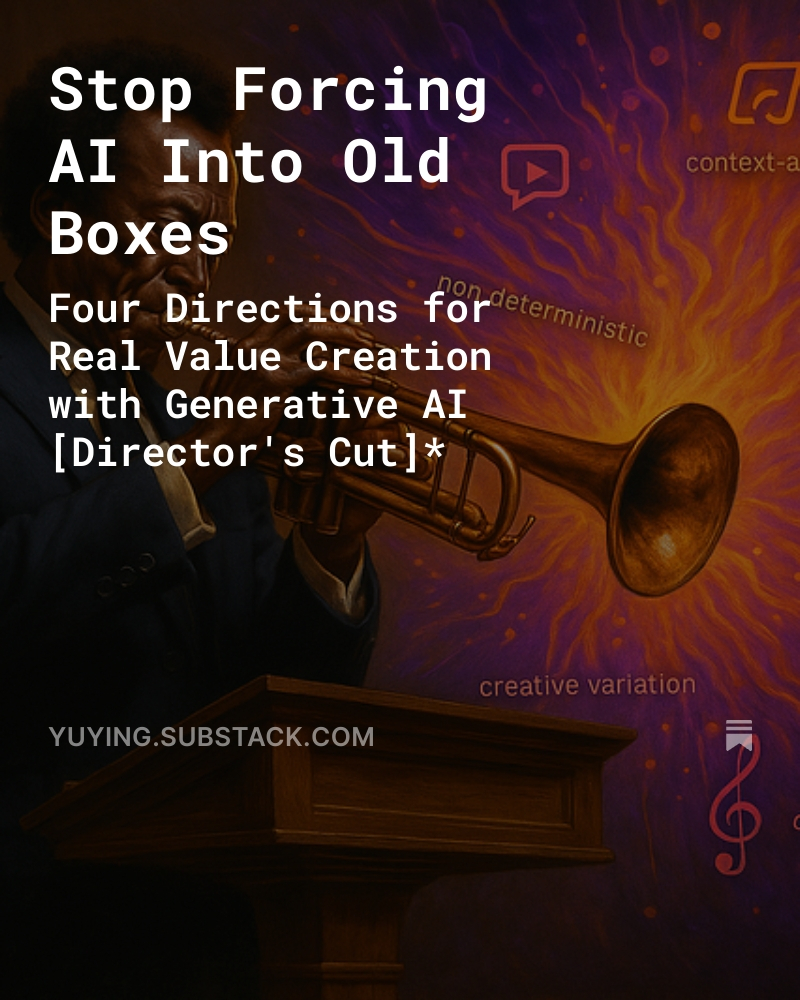 Stop Forcing
AI Into Old
Boxes
context-a
non deterministic
Four Directions for
Real Value Creation
with Generative AI
[Director's Cut]*
creative variation
YUYING.SUBSTACK.COM